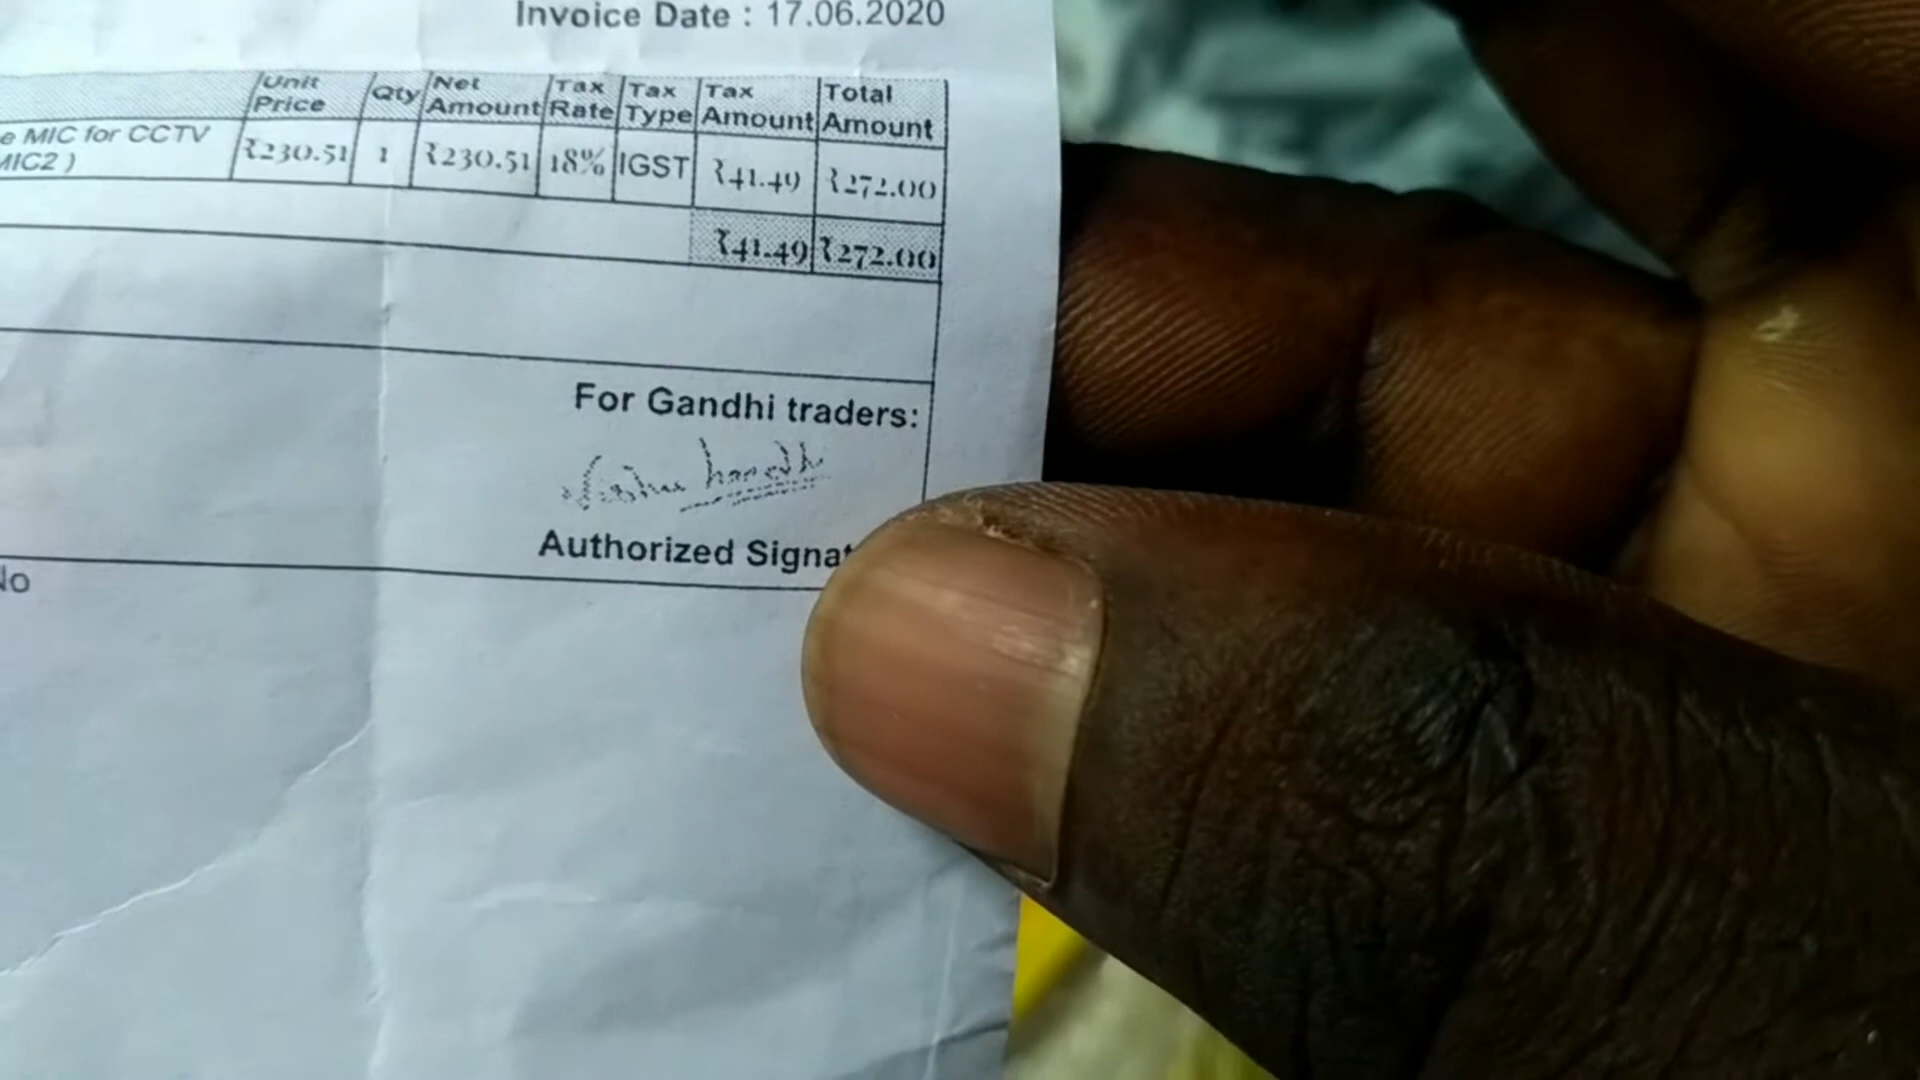 Invoice Date : 17.06.2020
Unit Price Qty Net Amount Tax Rate Tax Type Tax Amount Total Amount
e MIC for CCTV
MIC2 ) ₹230.51 1 ₹230.51 18% IGST ₹41.49 ₹272.00
₹41.49 ₹272.00
For Gandhi traders:
Authorized Signat
No